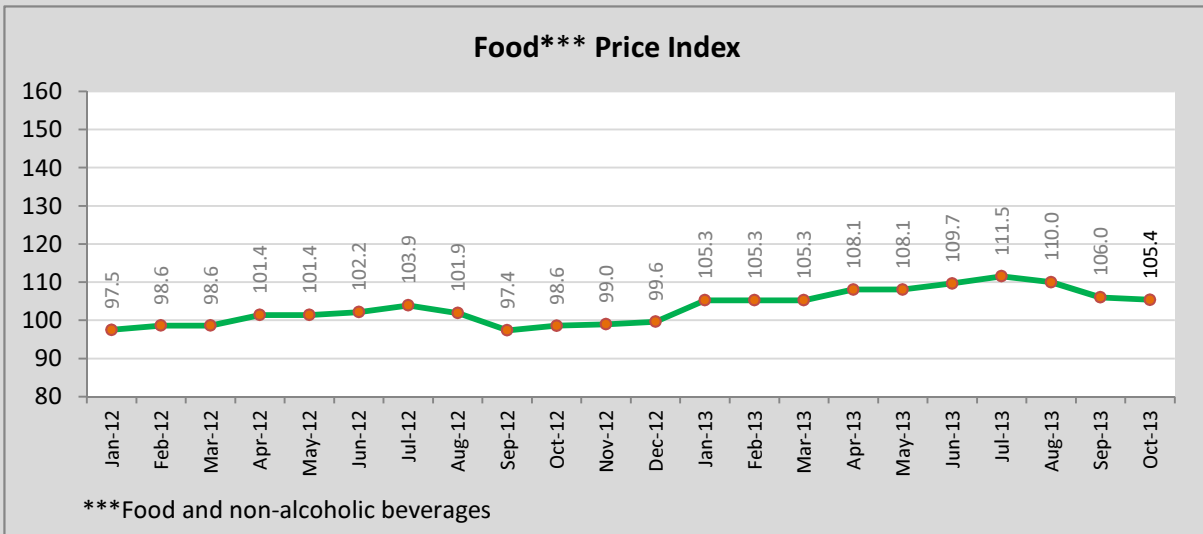 Food*** Price Index
160
150
140
130
120
110
100
90
80
97.5
98.6
98.6
101.4
101.4
102.2
103.9
101.9
97.4
98.6
99.0
99.6
105.3
105.3
105.3
108.1
108.1
109.7
111.5
110.0
106.0
105.4
Jan-12
Feb-12
Mar-12
Apr-12
May-12
Jun-12
Jul-12
Aug-12
Sep-12
Oct-12
Nov-12
Dec-12
Jan-13
Feb-13
Mar-13
Apr-13
May-13
Jun-13
Jul-13
Aug-13
Sep-13
Oct-13
***Food and non-alcoholic beverages